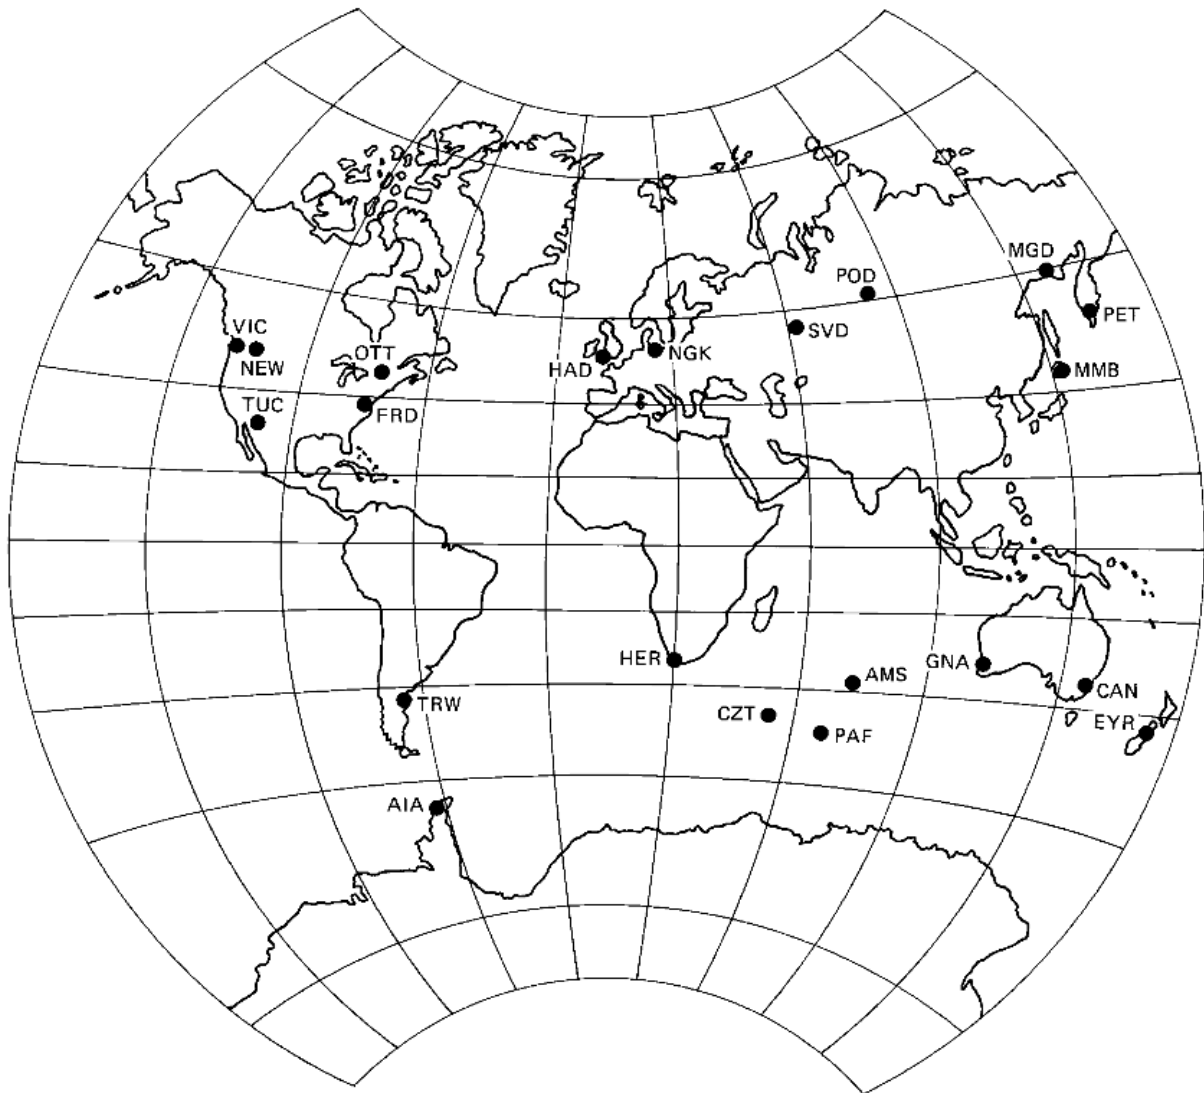 MGD
POD
PET
VIC
SVD
OTT
NGK
NEW
HAD
MMB
TUC
FRD
HER
GNA
AMS
CAN
TRW
CZT
EYR
PAF
AIA